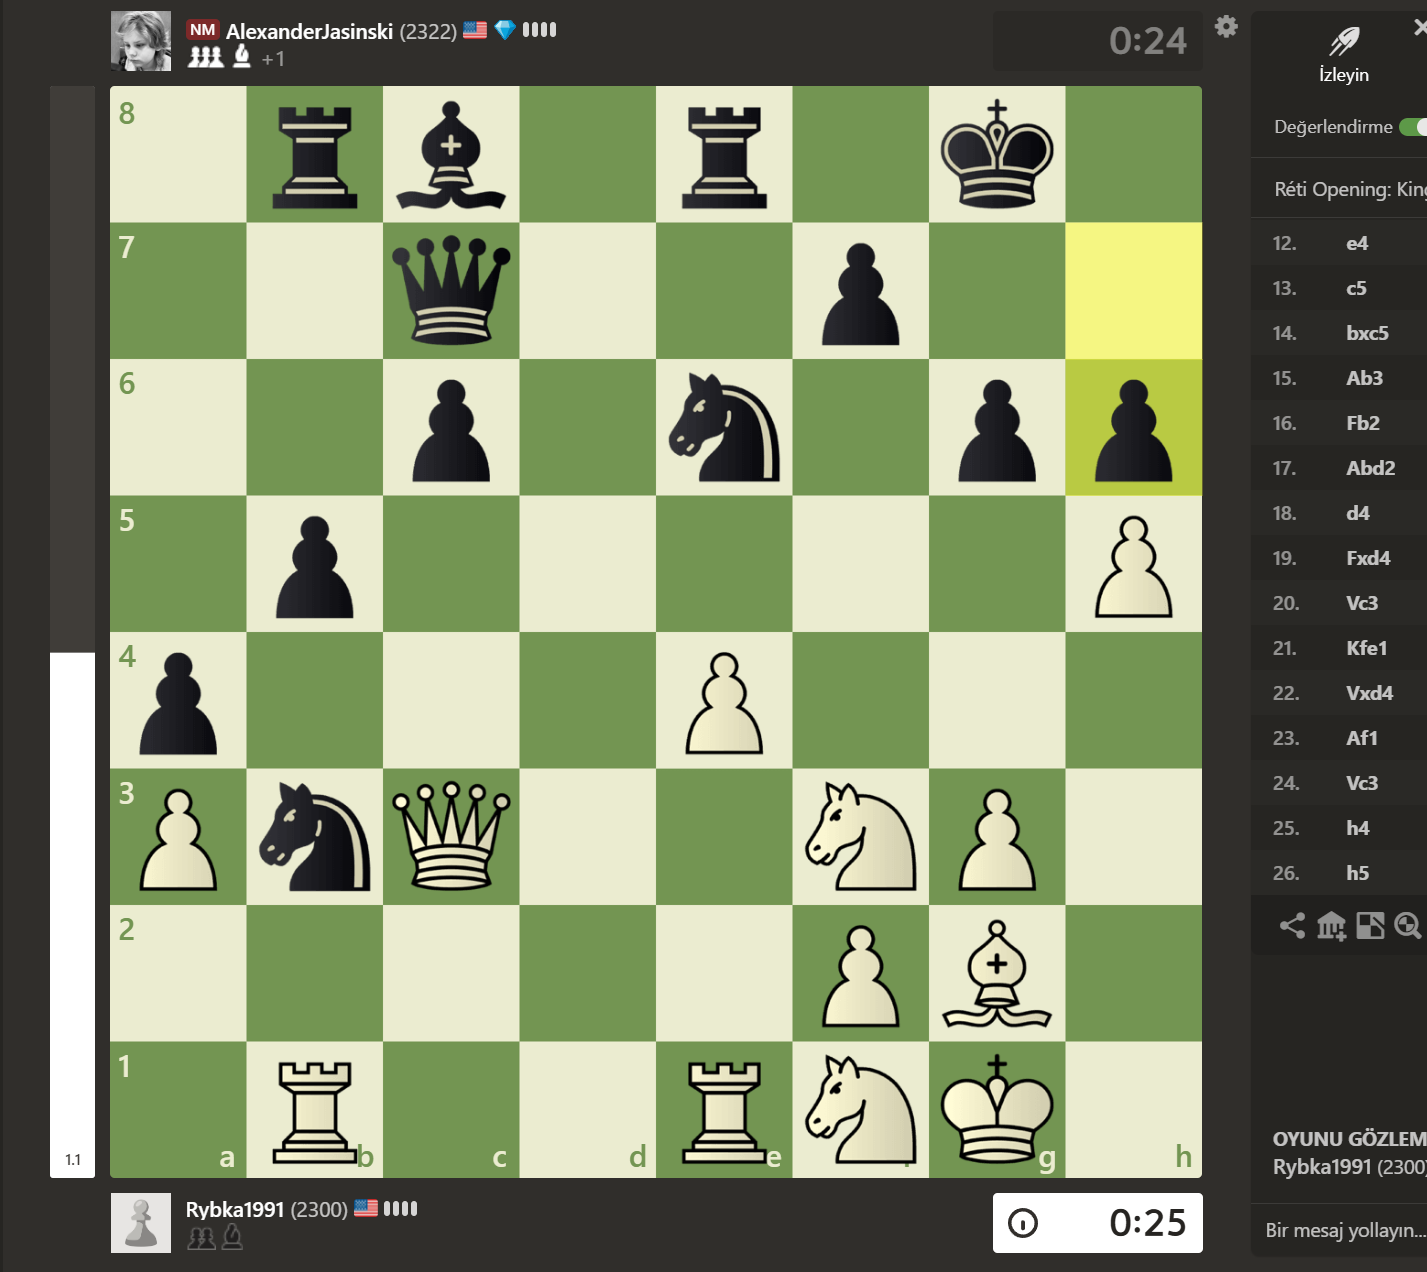 NM AlexanderJasinski (2322)
+1
0:24
İzleyin
Değerlendirme
Réti Opening: King
12. e4
13. c5
14. bxc5
15. Ab3
16. Fb2
17. Abd2
18. d4
19. Fxd4
20. Vc3
21. Kfe1
22. Vxd4
23. Af1
24. Vc3
25. h4
26. h5
8
7
6
5
4
3
2
1
a b c d e g h
1.1
OYUNU GÖZLEM
Rybka1991 (2300)
Bir mesaj yollayın...
Rybka1991 (2300)
0:25